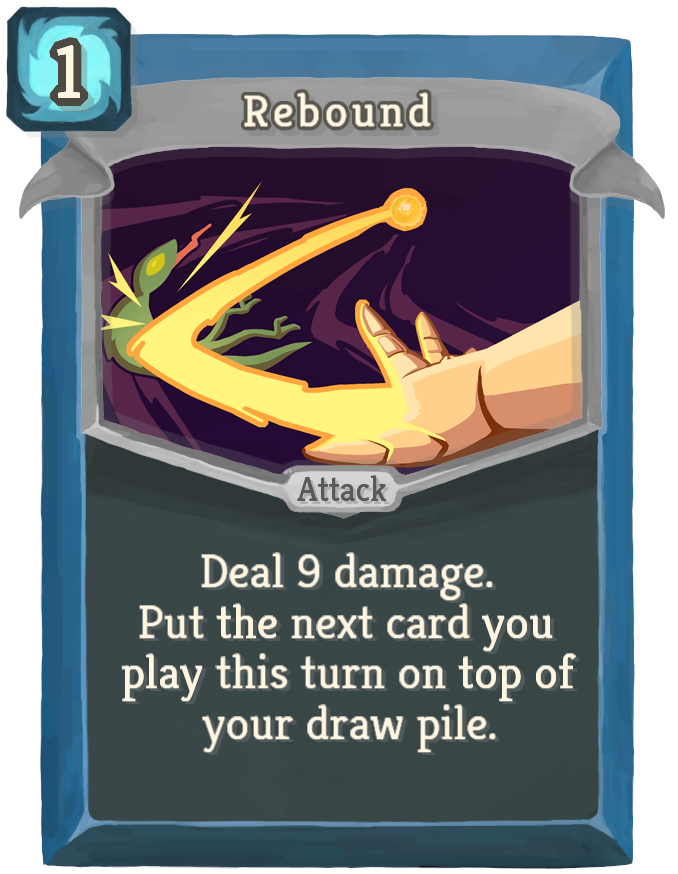 1
Rebound
Attack
Deal 9 damage.
Put the next card you
play this turn on top of
your draw pile.